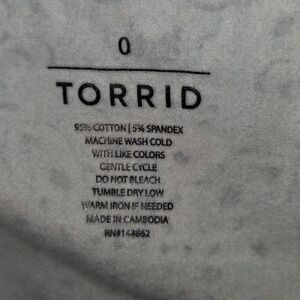 0
TORRID
95% COTTON | 5% SPANDEX
MACHINE WASH COLD
WITH LIKE COLORS
GENTLE CYCLE
DO NOT BLEACH
TUMBLE DRY LOW
WARM IRON IF NEEDED
MADE IN CAMBODIA
RN#143862